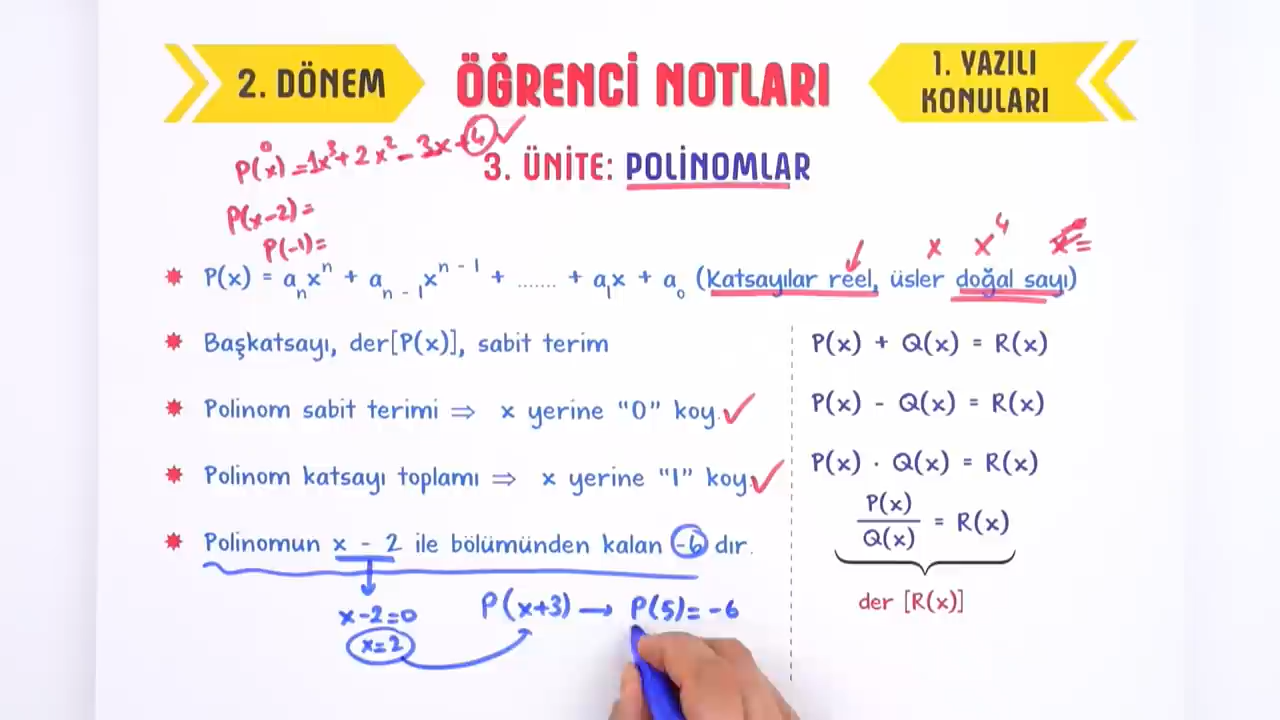 2. DÖNEM
ÖĞRENCİ NOTLARI
1. YAZILI
KONULARI
P(x) = 1x³ + 2x² - 3x + 4 ✓
0
3. ÜNİTE: POLİNOMLAR
P(x-2) =
P(-1) =
x x⁴
✸ P(x) = aₙxⁿ + aₙ₋₁xⁿ⁻¹ + ....... + a₁x + a₀ (Katsayılar reel, üsler doğal sayı)
✸ Başkatsayı, der[P(x)], sabit terim
✸ Polinom sabit terimi ⇒ x yerine "0" koy. ✓
✸ Polinom katsayı toplamı ⇒ x yerine "1" koy. ✓
✸ Polinomun x - 2 ile bölümünden kalan -6 dır.
x-2=0
x=2
P(x+3) → P(5) = -6
P(x) + Q(x) = R(x)
P(x) - Q(x) = R(x)
P(x) · Q(x) = R(x)
P(x)
Q(x)
= R(x)
der [R(x)]